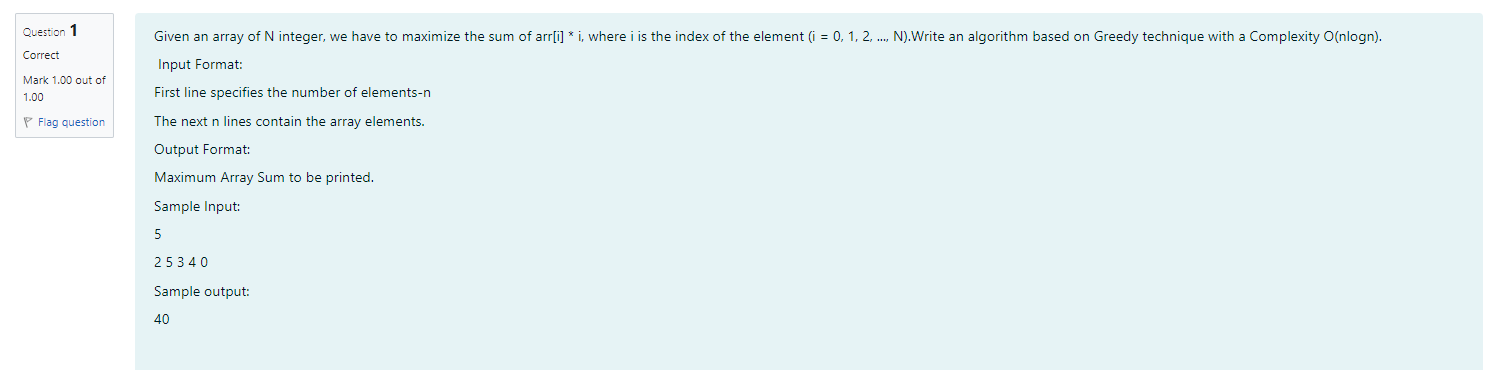 Question 1
Correct
Mark 1.00 out of
1.00
Flag question
Given an array of N integer, we have to maximize the sum of arr[i] * i, where i is the index of the element (i = 0, 1, 2, ..., N).Write an algorithm based on Greedy technique with a Complexity O(nlogn).
Input Format:
First line specifies the number of elements-n
The next n lines contain the array elements.
Output Format:
Maximum Array Sum to be printed.
Sample Input:
5
2 5 3 4 0
Sample output:
40